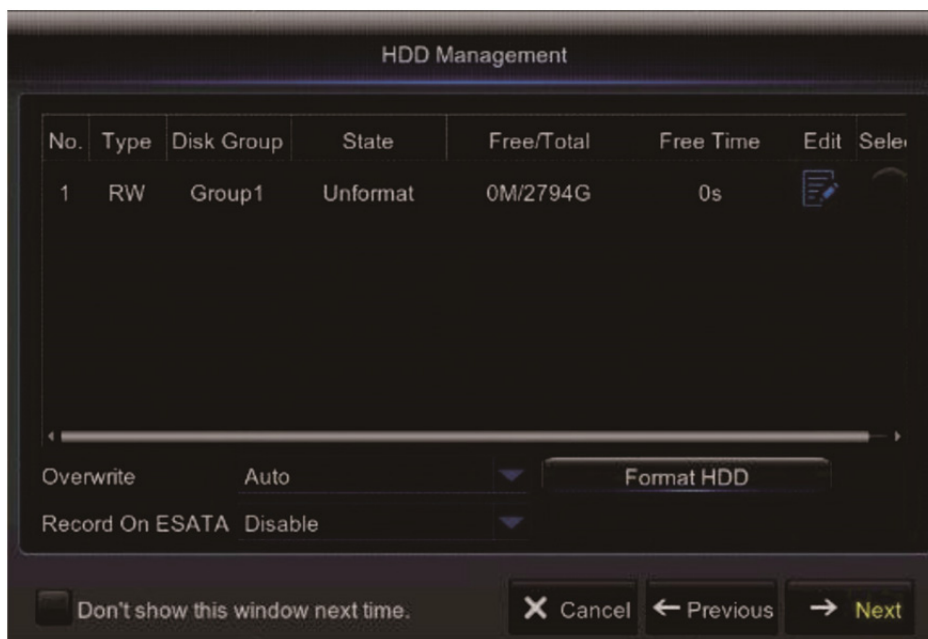 HDD Management
No. Type Disk Group State Free/Total Free Time Edit Selec
1 RW Group1 Unformat 0M/2794G 0s
Overwrite Auto Format HDD
Record On ESATA Disable
Don't show this window next time. Cancel Previous Next